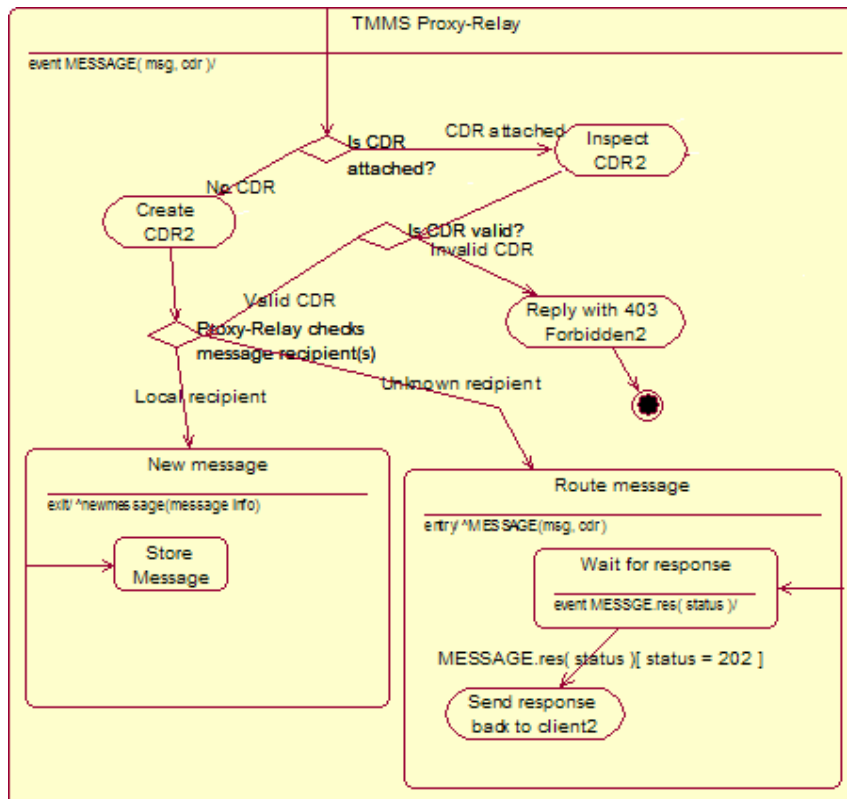 TMMS Proxy-Relay
event MESSAGE( msg, cdr )/
Is CDR
attached?
CDR attached
Inspect
CDR2
No CDR
Create
CDR2
Is CDR valid?
Invalid CDR
Valid CDR
Proxy-Relay checks
message recipient(s)
Reply with 403
Forbidden2
Local recipient
Unknown recipient
New message
exit/ ^newmessage(message info)
Store
Message
Route message
entry/ ^MESSAGE(msg, cdr)
Wait for response
event MESSGE.res( status )/
MESSAGE.res( status )[ status = 202 ]
Send response
back to client2